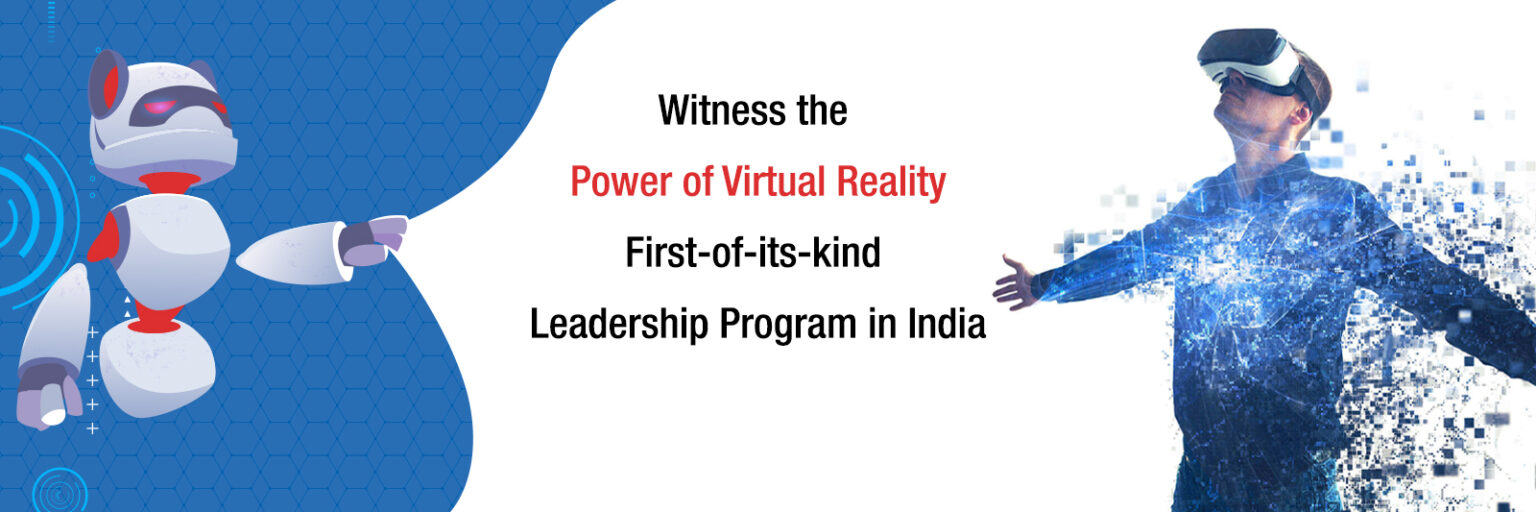 Witness the
Power of Virtual Reality
First-of-its-kind
Leadership Program in India